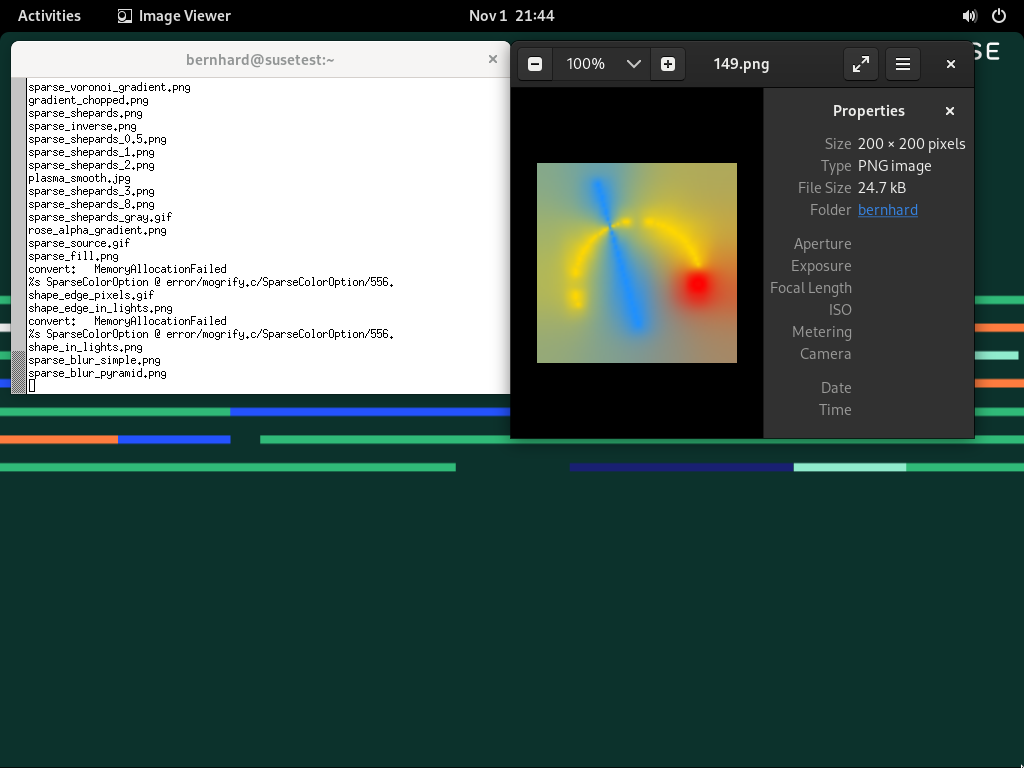 Activities
Image Viewer
Nov 1 21:44
SE
bernhard@susetest:~
sparse_voronoi_gradient.png
gradient_chopped.png
sparse_shepards.png
sparse_inverse.png
sparse_shepards_0.5.png
sparse_shepards_1.png
sparse_shepards_2.png
plasma_smooth.jpg
sparse_shepards_3.png
sparse_shepards_8.png
sparse_shepards_gray.gif
rose_alpha_gradient.png
sparse_source.gif
sparse_fill.png
convert:   MemoryAllocationFailed
%s SparseColorOption @ error/mogrify.c/SparseColorOption/556.
shape_edge_pixels.gif
shape_edge_in_lights.png
convert:   MemoryAllocationFailed
%s SparseColorOption @ error/mogrify.c/SparseColorOption/556.
shape_in_lights.png
sparse_blur_simple.png
sparse_blur_pyramid.png
100%
149.png
Properties
Size 200 × 200 pixels
Type PNG image
File Size 24.7 kB
Folder bernhard
Aperture
Exposure
Focal Length
ISO
Metering
Camera
Date
Time